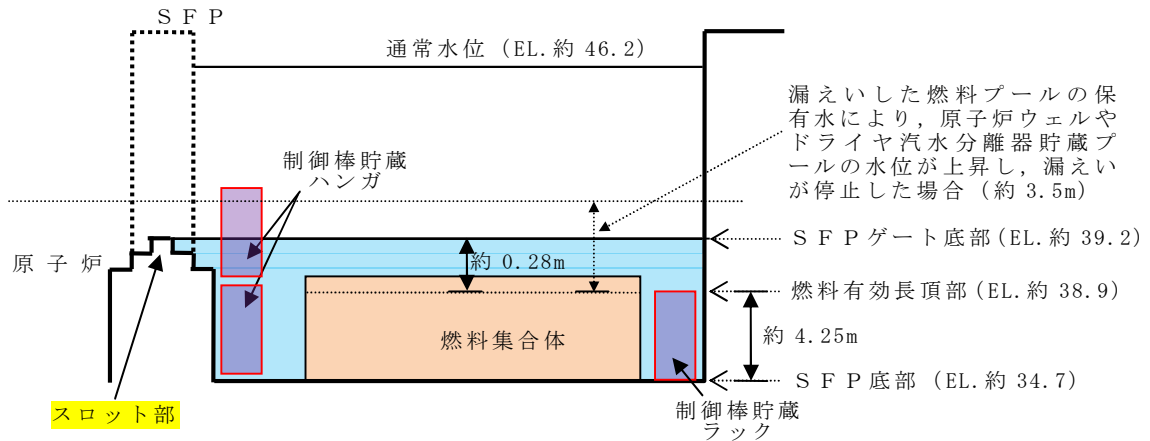 SFP
通常水位 (EL.約 46.2)
漏えいした燃料プールの保
有水により，原子炉ウェルや
ドライヤ汽水分離器貯蔵プ
ールの水位が上昇し，漏えい
が停止した場合（約 3.5m）
制御棒貯蔵
ハンガ
SFPゲート底部(EL.約 39.2)
原子炉
約 0.28m
燃料有効長頂部(EL.約 38.9)
燃料集合体
約 4.25m
SFP底部 (EL.約 34.7)
スロット部
制御棒貯蔵
ラック